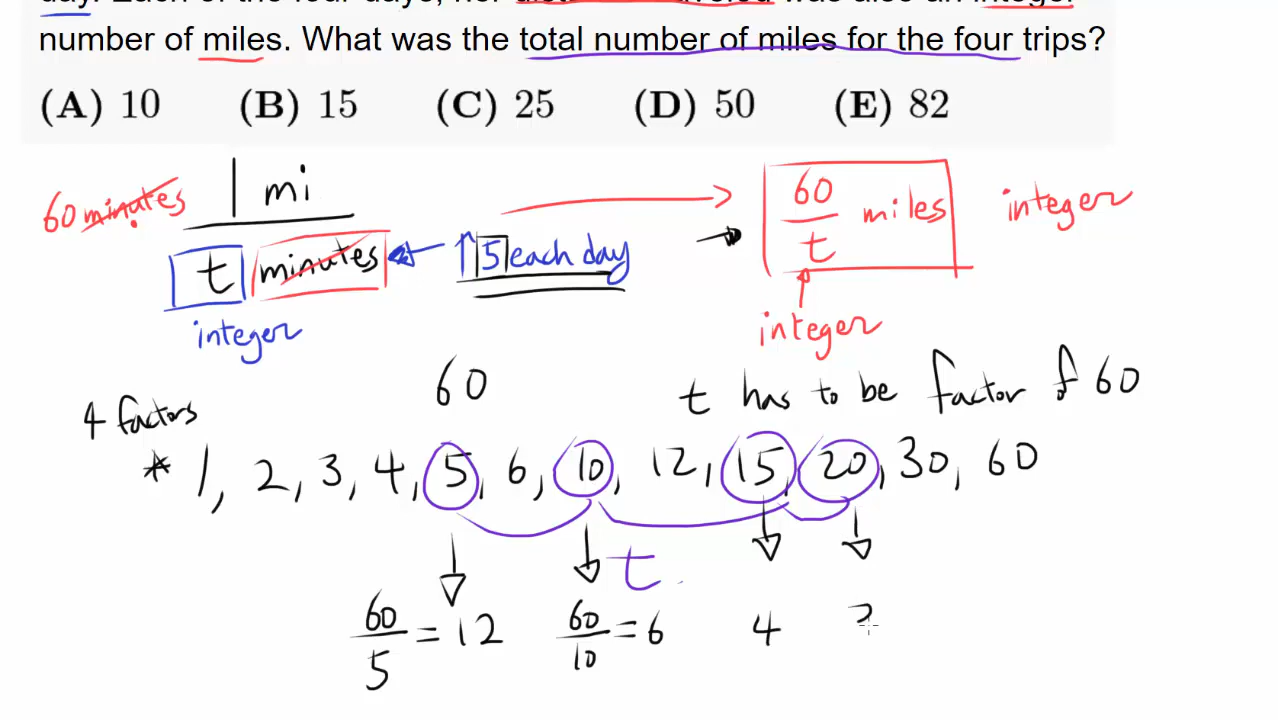 number of miles. What was the total number of miles for the four trips?
(A) 10 (B) 15 (C) 25 (D) 50 (E) 82
60 minutes 1 mi
t minutes ↑5 each day
60
t miles integer
integer integer
60 t has to be factor of 60
4 factors
* 1, 2, 3, 4, 5, 6, 10, 12, 15, 20, 30, 60
t
60/5 = 12 60/10 = 6 4